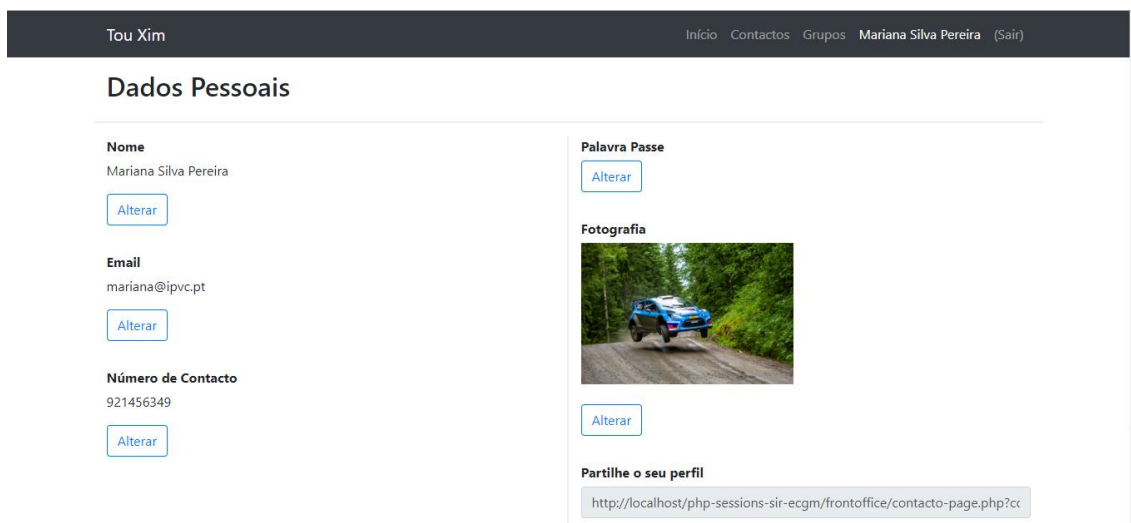 Tou Xim
Início Contactos Grupos Mariana Silva Pereira (Sair)
Dados Pessoais
Nome
Mariana Silva Pereira
Alterar
Email
mariana@ipvc.pt
Alterar
Número de Contacto
921456349
Alterar
Palavra Passe
Alterar
Fotografia
Alterar
Partilhe o seu perfil
http://localhost/php-sessions-sir-ecgm/frontoffice/contacto-page.php?cc